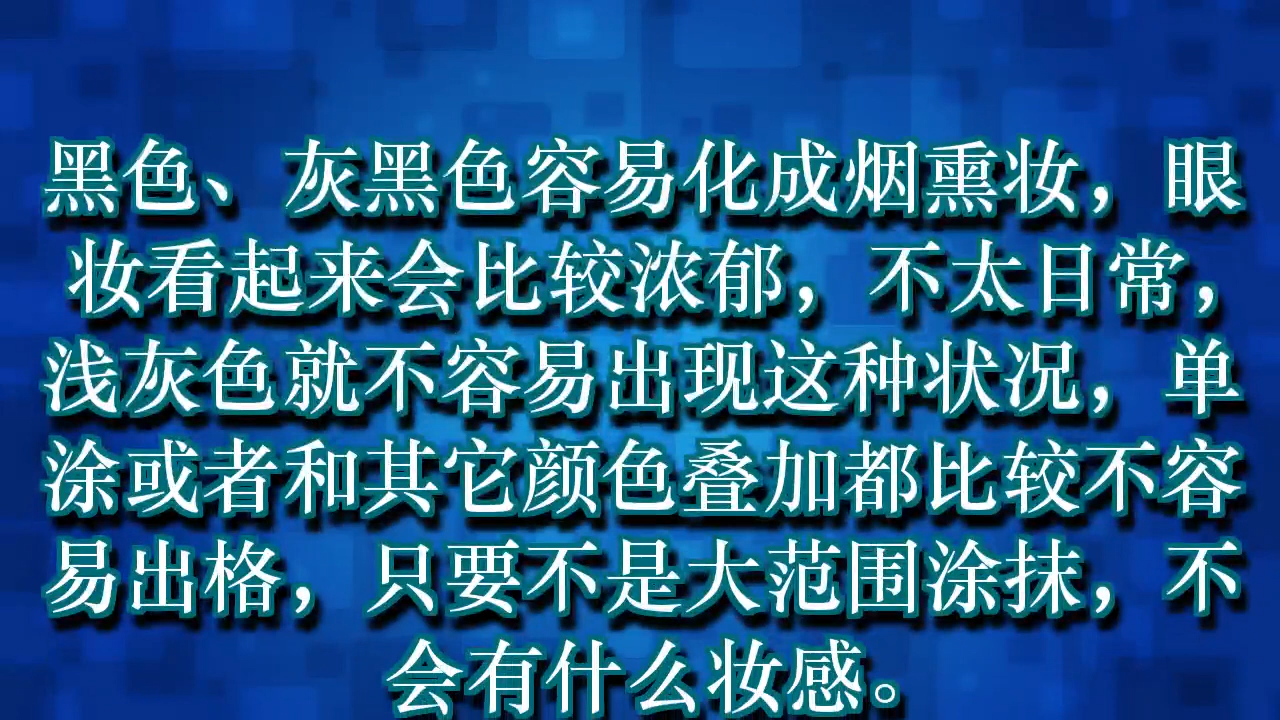 黑色、灰黑色容易化成烟熏妆，眼
妆看起来会比较浓郁，不太日常，
浅灰色就不容易出现这种状况，单
涂或者和其它颜色叠加都比较不容
易出格，只要不是大范围涂抹，不
会有什么妆感。